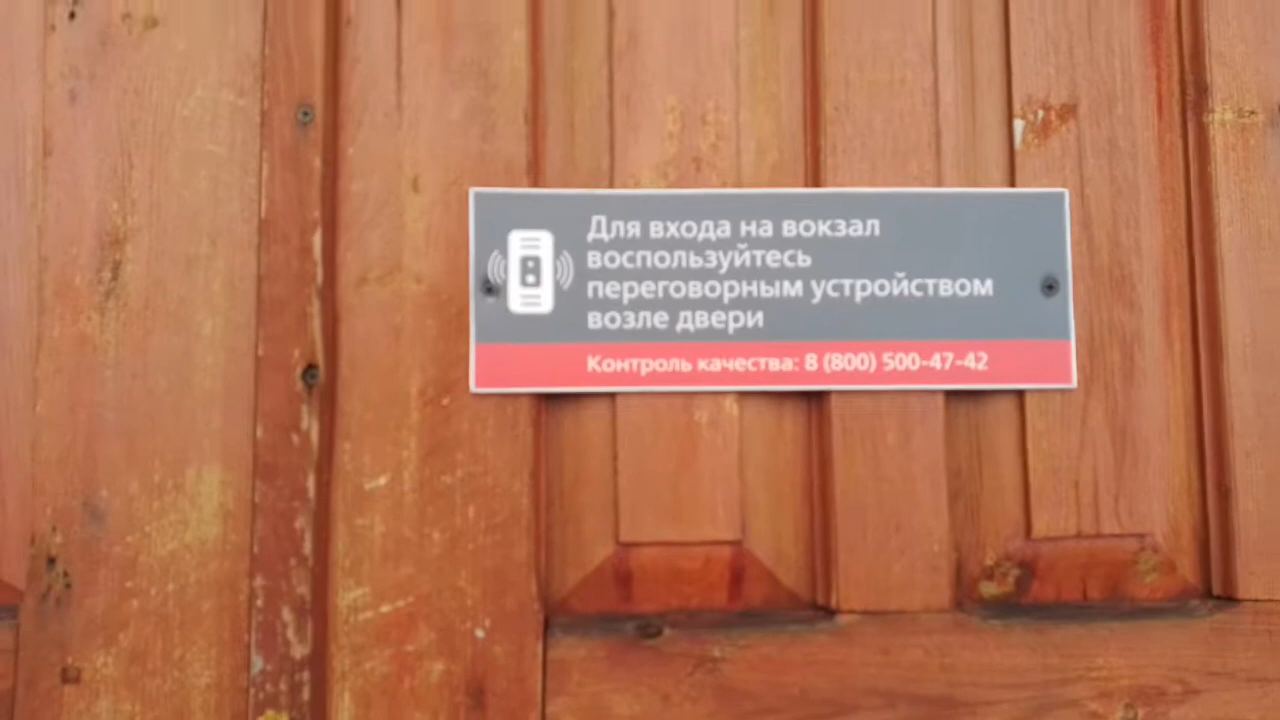 Для входа на вокзал
воспользуйтесь
переговорным устройством
возле двери
Контроль качества: 8 (800) 500-47-42